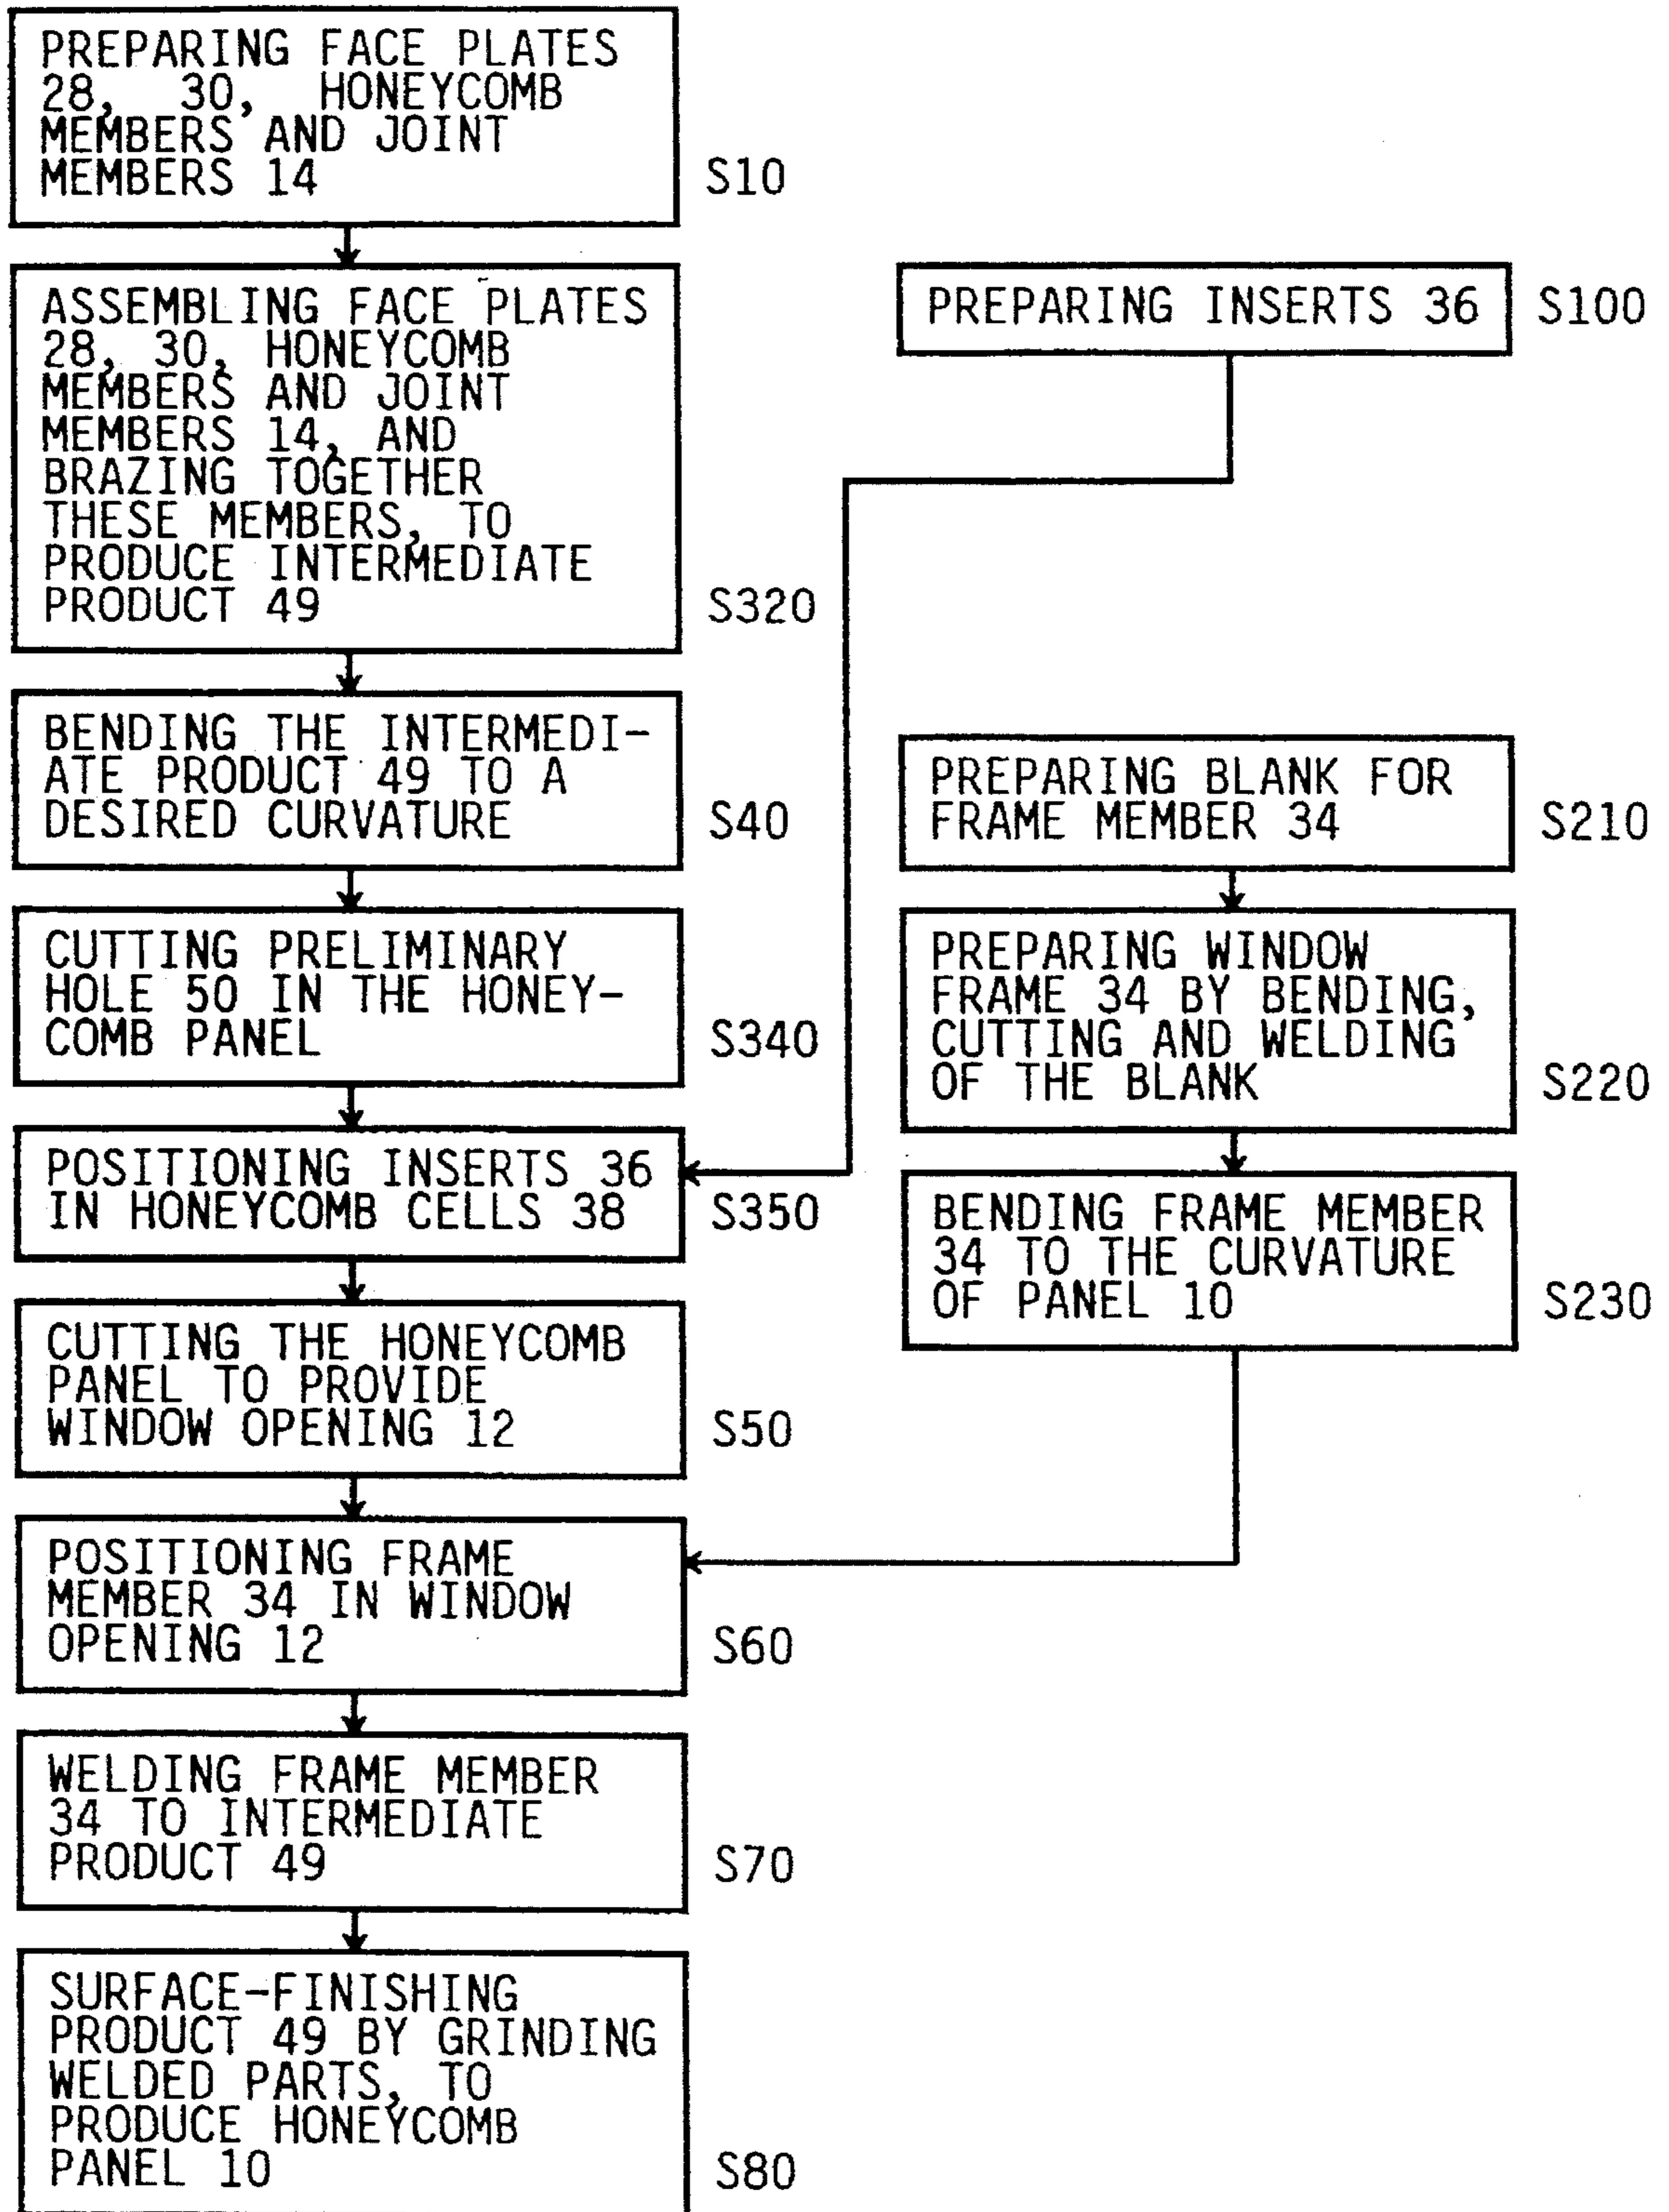 PREPARING FACE PLATES
28, 30, HONEYCOMB
MEMBERS AND JOINT
MEMBERS 14
S10
ASSEMBLING FACE PLATES
28, 30, HONEYCOMB
MEMBERS AND JOINT
MEMBERS 14, AND
BRAZING TOGETHER
THESE MEMBERS, TO
PRODUCE INTERMEDIATE
PRODUCT 49
S320
BENDING THE INTERMEDI-
ATE PRODUCT 49 TO A
DESIRED CURVATURE
S40
CUTTING PRELIMINARY
HOLE 50 IN THE HONEY-
COMB PANEL
S340
POSITIONING INSERTS 36
IN HONEYCOMB CELLS 38
S350
CUTTING THE HONEYCOMB
PANEL TO PROVIDE
WINDOW OPENING 12
S50
POSITIONING FRAME
MEMBER 34 IN WINDOW
OPENING 12
S60
WELDING FRAME MEMBER
34 TO INTERMEDIATE
PRODUCT 49
S70
SURFACE-FINISHING
PRODUCT 49 BY GRINDING
WELDED PARTS, TO
PRODUCE HONEYCOMB
PANEL 10
S80
PREPARING INSERTS 36
S100
PREPARING BLANK FOR
FRAME MEMBER 34
S210
PREPARING WINDOW
FRAME 34 BY BENDING,
CUTTING AND WELDING
OF THE BLANK
S220
BENDING FRAME MEMBER
34 TO THE CURVATURE
OF PANEL 10
S230